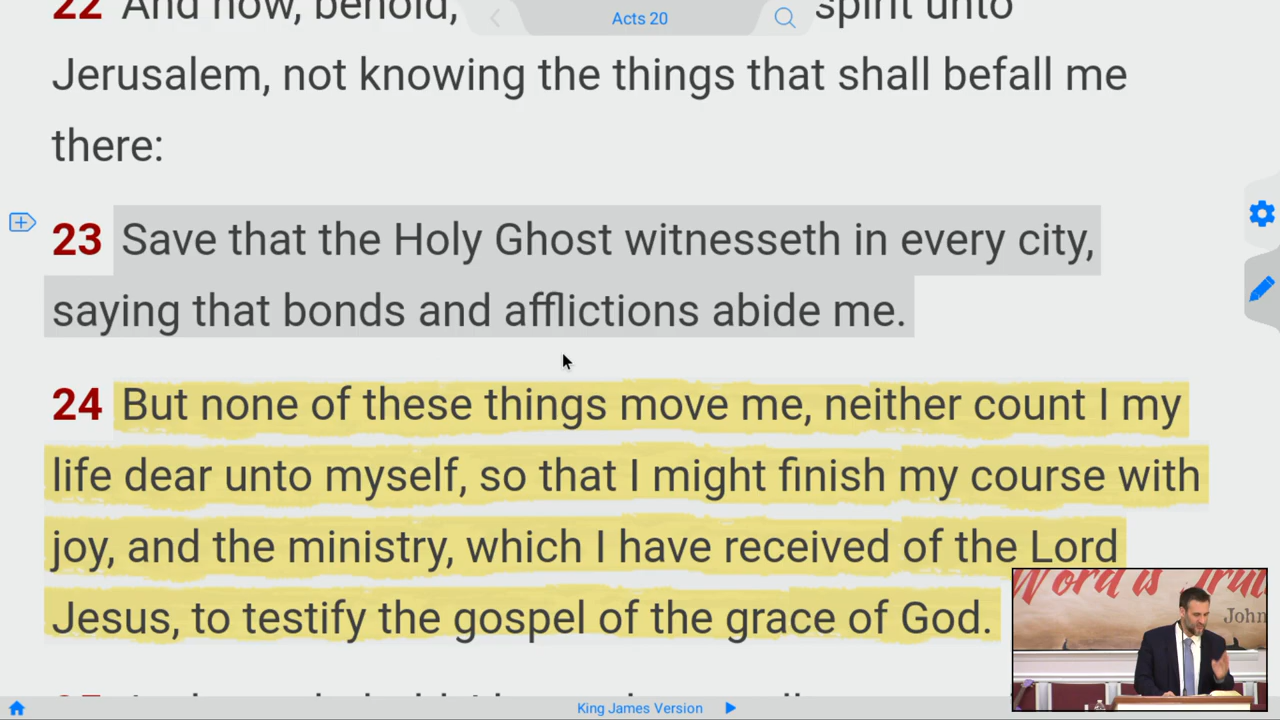 22 And now, behold,
Acts 20
spirit unto
Jerusalem, not knowing the things that shall befall me
there:
23 Save that the Holy Ghost witnesseth in every city,
saying that bonds and afflictions abide me.
24 But none of these things move me, neither count I my
life dear unto myself, so that I might finish my course with
joy, and the ministry, which I have received of the Lord
Jesus, to testify the gospel of the grace of God.
Word is Trut
John
King James Version